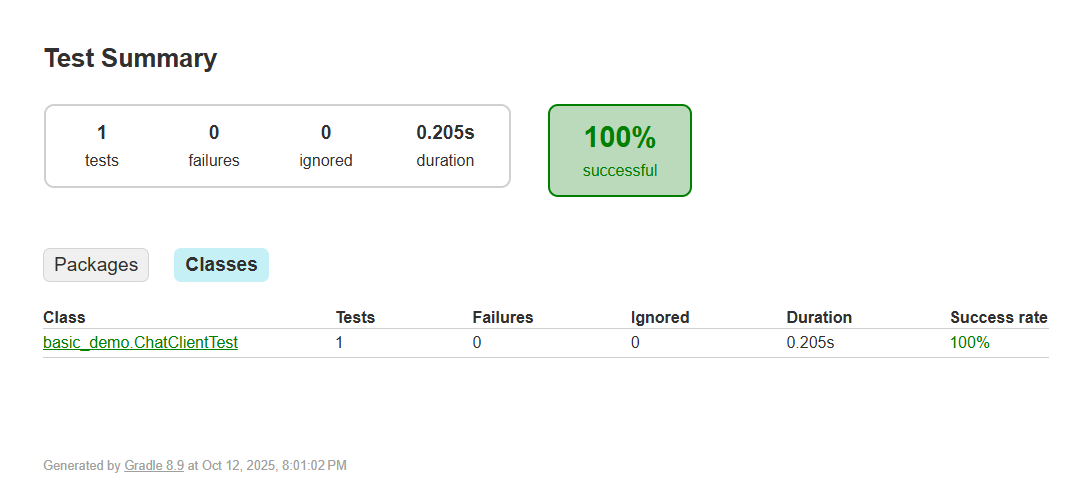 Test Summary
1 0 0 0.205s
tests failures ignored duration
100%
successful
Packages Classes
Class Tests Failures Ignored Duration Success rate
basic_demo.ChatClientTest 1 0 0 0.205s 100%
Generated by Gradle 8.9 at Oct 12, 2025, 8:01:02 PM